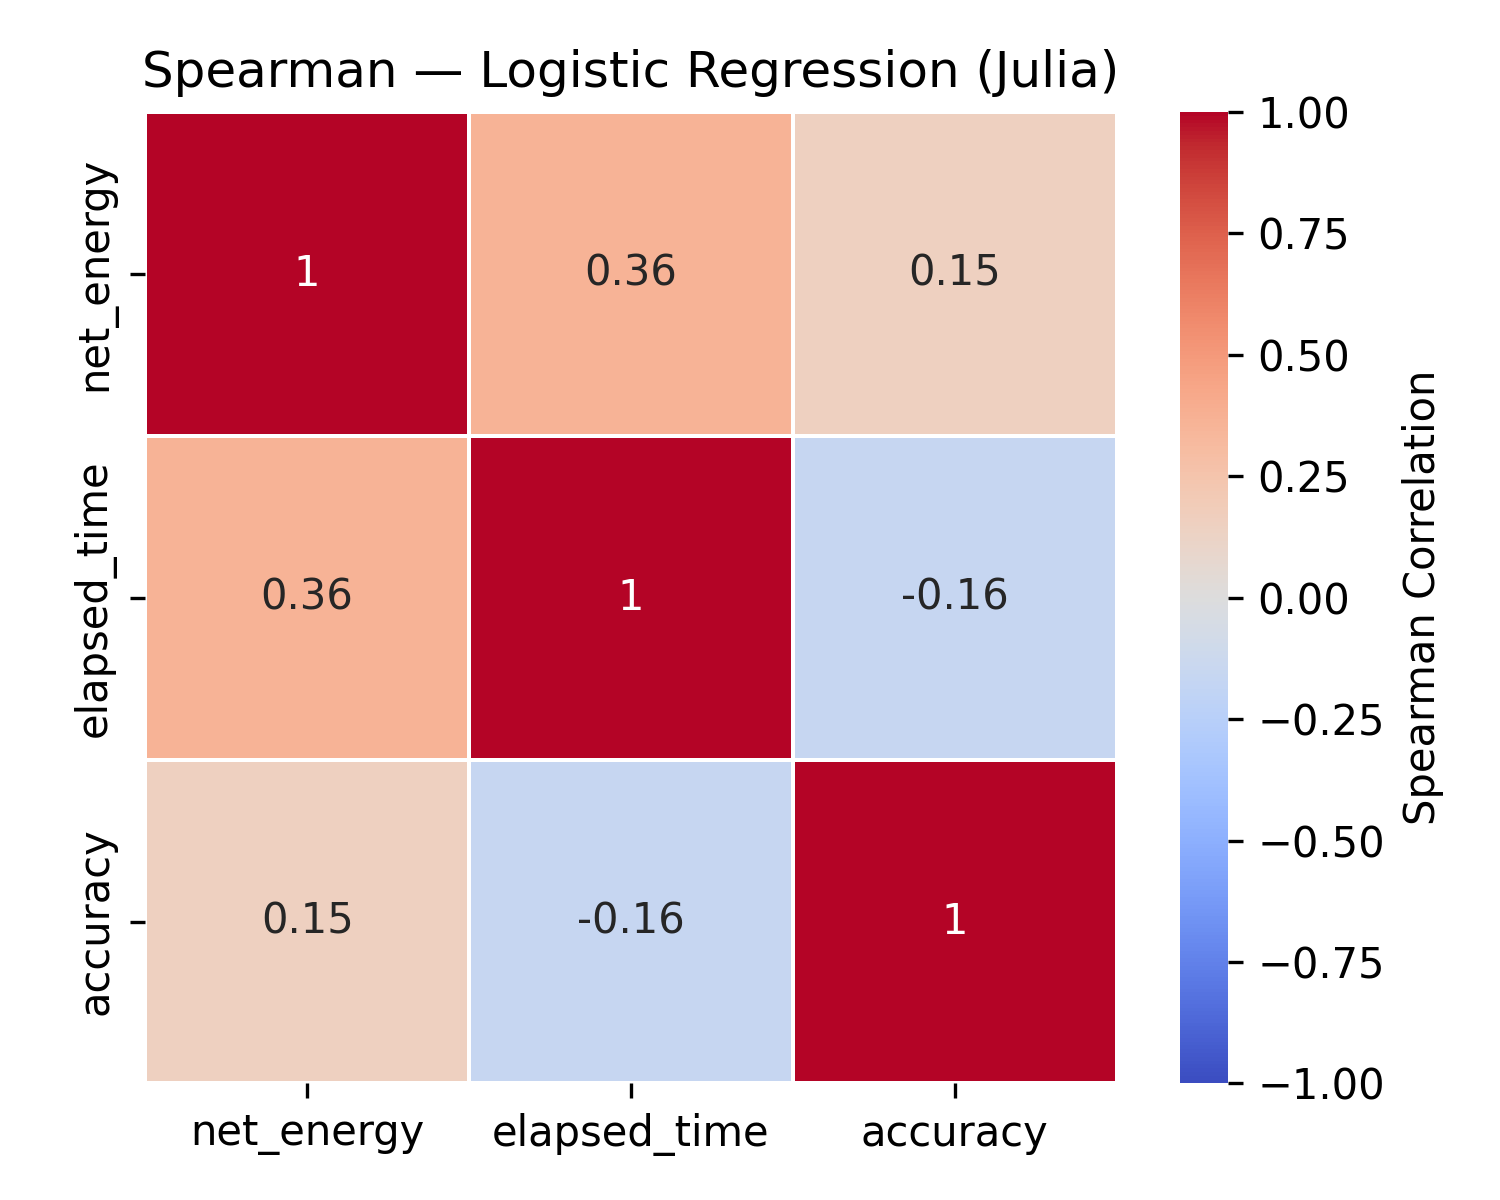 Spearman — Logistic Regression (Julia)
net_energy
1
0.36
0.15
elapsed_time
0.36
1
-0.16
accuracy
0.15
-0.16
1
net_energy
elapsed_time
accuracy
1.00
0.75
0.50
0.25
0.00
−0.25
−0.50
−0.75
−1.00
Spearman Correlation